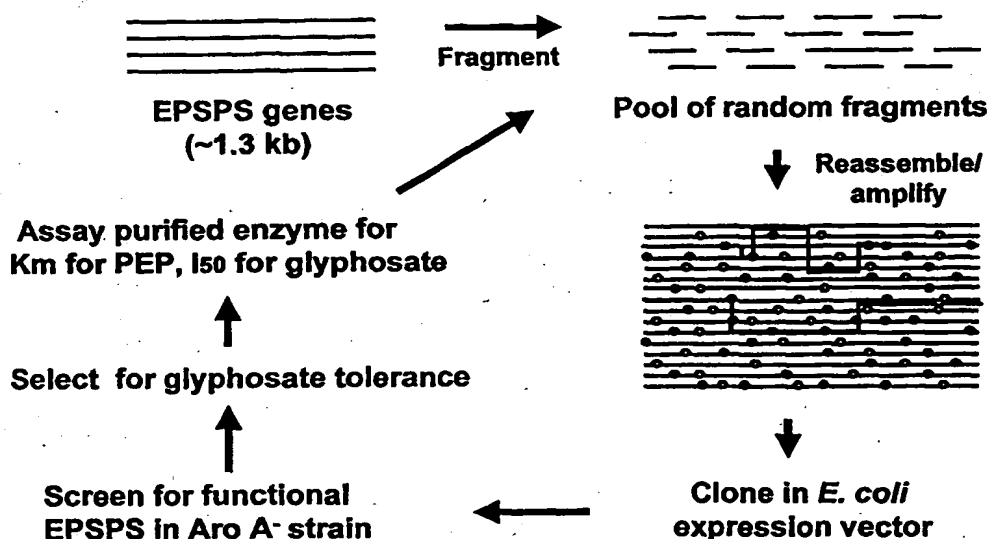 Fragment
EPSPS genes
(~1.3 kb)
Pool of random fragments
Reassemble/
amplify
Assay purified enzyme for
Km for PEP, I50 for glyphosate
Select for glyphosate tolerance
Screen for functional
EPSPS in Aro A- strain
Clone in E. coli
expression vector